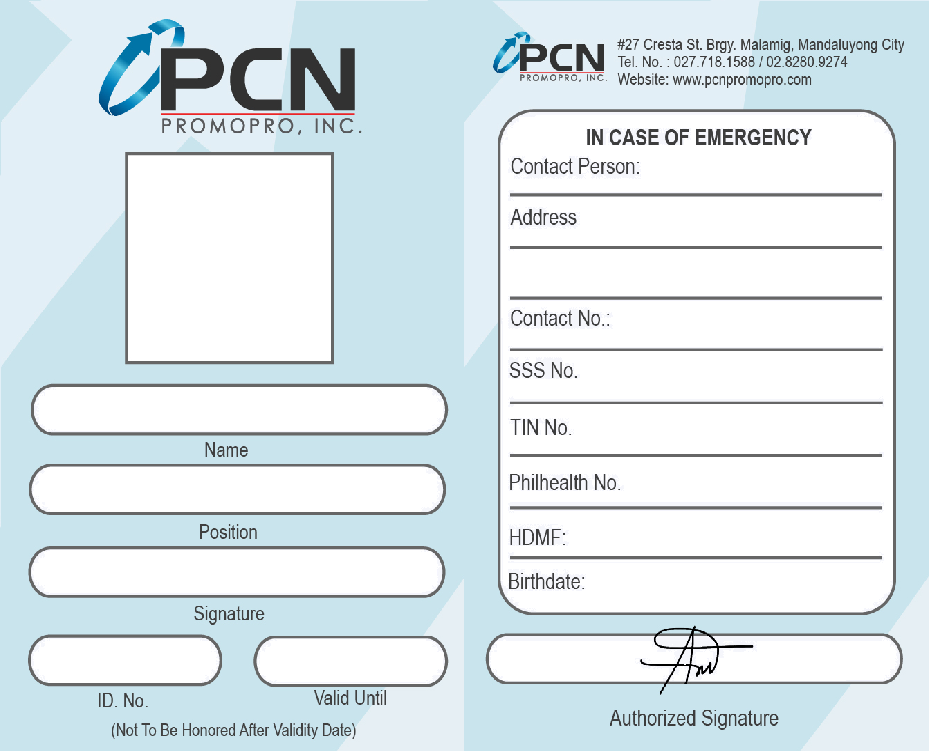 PCN
PROMOPRO, INC.
Name
Position
Signature
ID. No.
Valid Until
(Not To Be Honored After Validity Date)
PCN
PROMOPRO, INC.
#27 Cresta St. Brgy. Malamig, Mandaluyong City
Tel. No. : 027.718.1588 / 02.8280.9274
Website: www.pcnpromopro.com
IN CASE OF EMERGENCY
Contact Person:
Address
Contact No.:
SSS No.
TIN No.
Philhealth No.
HDMF:
Birthdate:
Authorized Signature